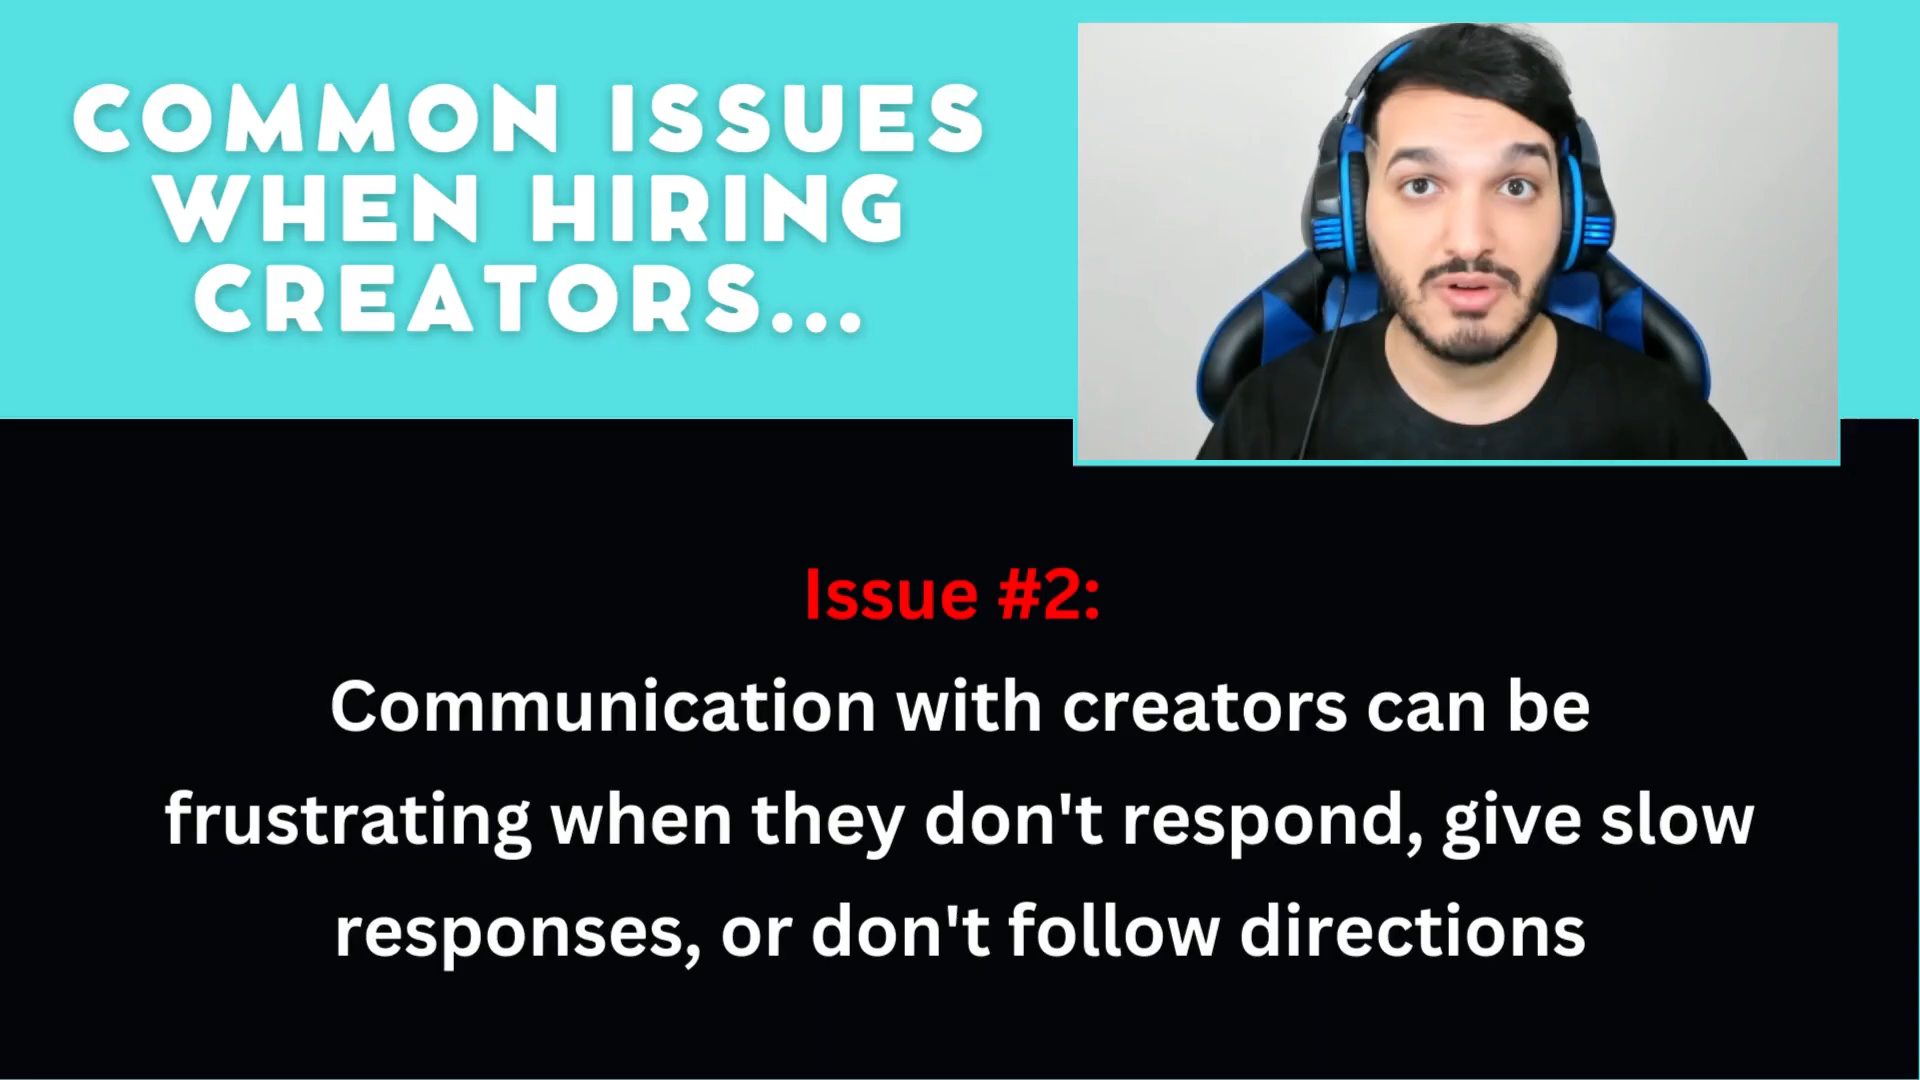 COMMON ISSUES
WHEN HIRING
CREATORS...
Issue #2:
Communication with creators can be
frustrating when they don't respond, give slow
responses, or don't follow directions